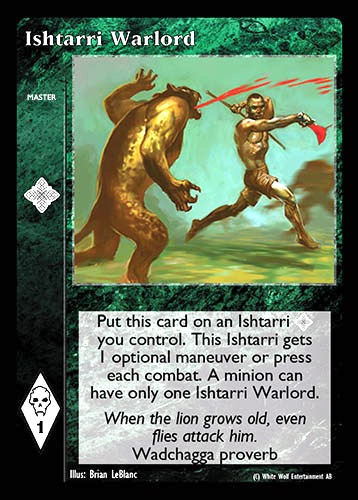 Ishtarri Warlord
MASTER
Put this card on an Ishtarri
you control. This Ishtarri gets
1 optional maneuver or press
each combat. A minion can
have only one Ishtarri Warlord.
When the lion grows old, even
flies attack him.
Wadchagga proverb
1
Illus: Brian LeBlanc
(C) White Wolf Entertainment AB